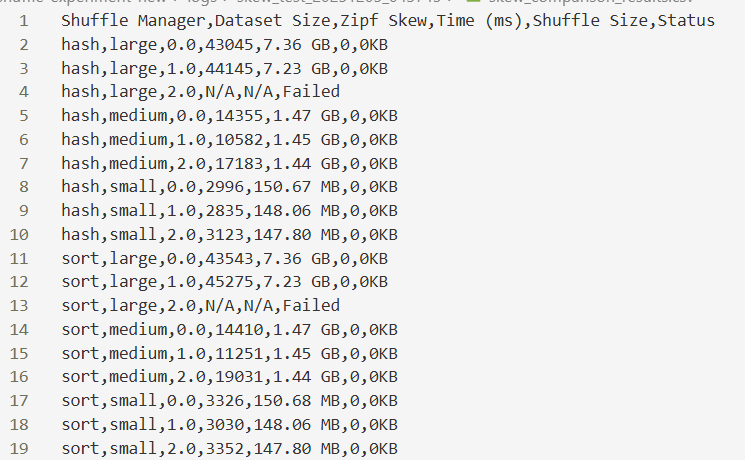 1 Shuffle Manager,Dataset Size,Zipf Skew,Time (ms),Shuffle Size,Status
2 hash,large,0.0,43045,7.36 GB,0,0KB
3 hash,large,1.0,44145,7.23 GB,0,0KB
4 hash,large,2.0,N/A,N/A,Failed
5 hash,medium,0.0,14355,1.47 GB,0,0KB
6 hash,medium,1.0,10582,1.45 GB,0,0KB
7 hash,medium,2.0,17183,1.44 GB,0,0KB
8 hash,small,0.0,2996,150.67 MB,0,0KB
9 hash,small,1.0,2835,148.06 MB,0,0KB
10 hash,small,2.0,3123,147.80 MB,0,0KB
11 sort,large,0.0,43543,7.36 GB,0,0KB
12 sort,large,1.0,45275,7.23 GB,0,0KB
13 sort,large,2.0,N/A,N/A,Failed
14 sort,medium,0.0,14410,1.47 GB,0,0KB
15 sort,medium,1.0,11251,1.45 GB,0,0KB
16 sort,medium,2.0,19031,1.44 GB,0,0KB
17 sort,small,0.0,3326,150.68 MB,0,0KB
18 sort,small,1.0,3030,148.06 MB,0,0KB
19 sort,small,2.0,3352,147.80 MB,0,0KB